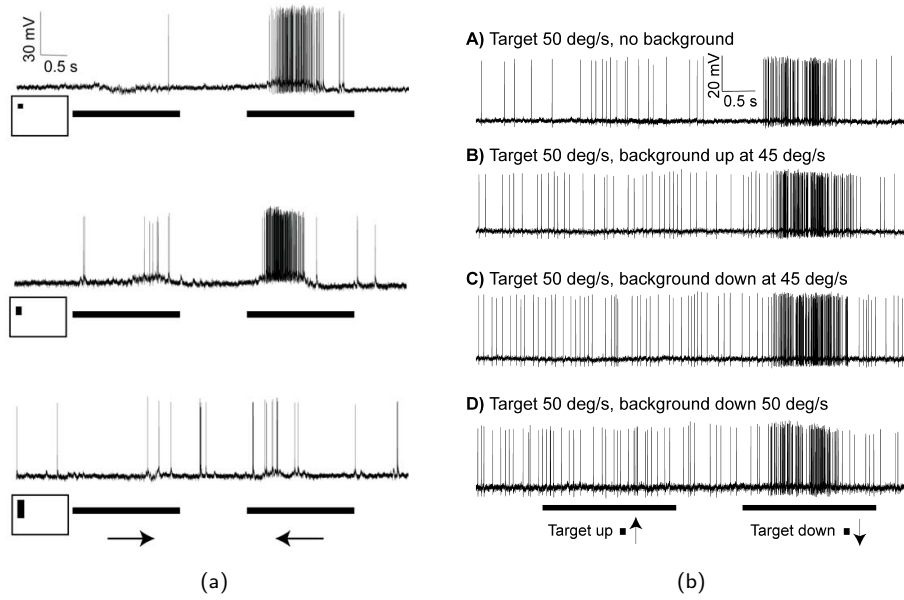 30 mV
0.5 s
(a)
A) Target 50 deg/s, no background
20 mV
0.5 s
B) Target 50 deg/s, background up at 45 deg/s
C) Target 50 deg/s, background down at 45 deg/s
D) Target 50 deg/s, background down 50 deg/s
Target up
Target down
(b)